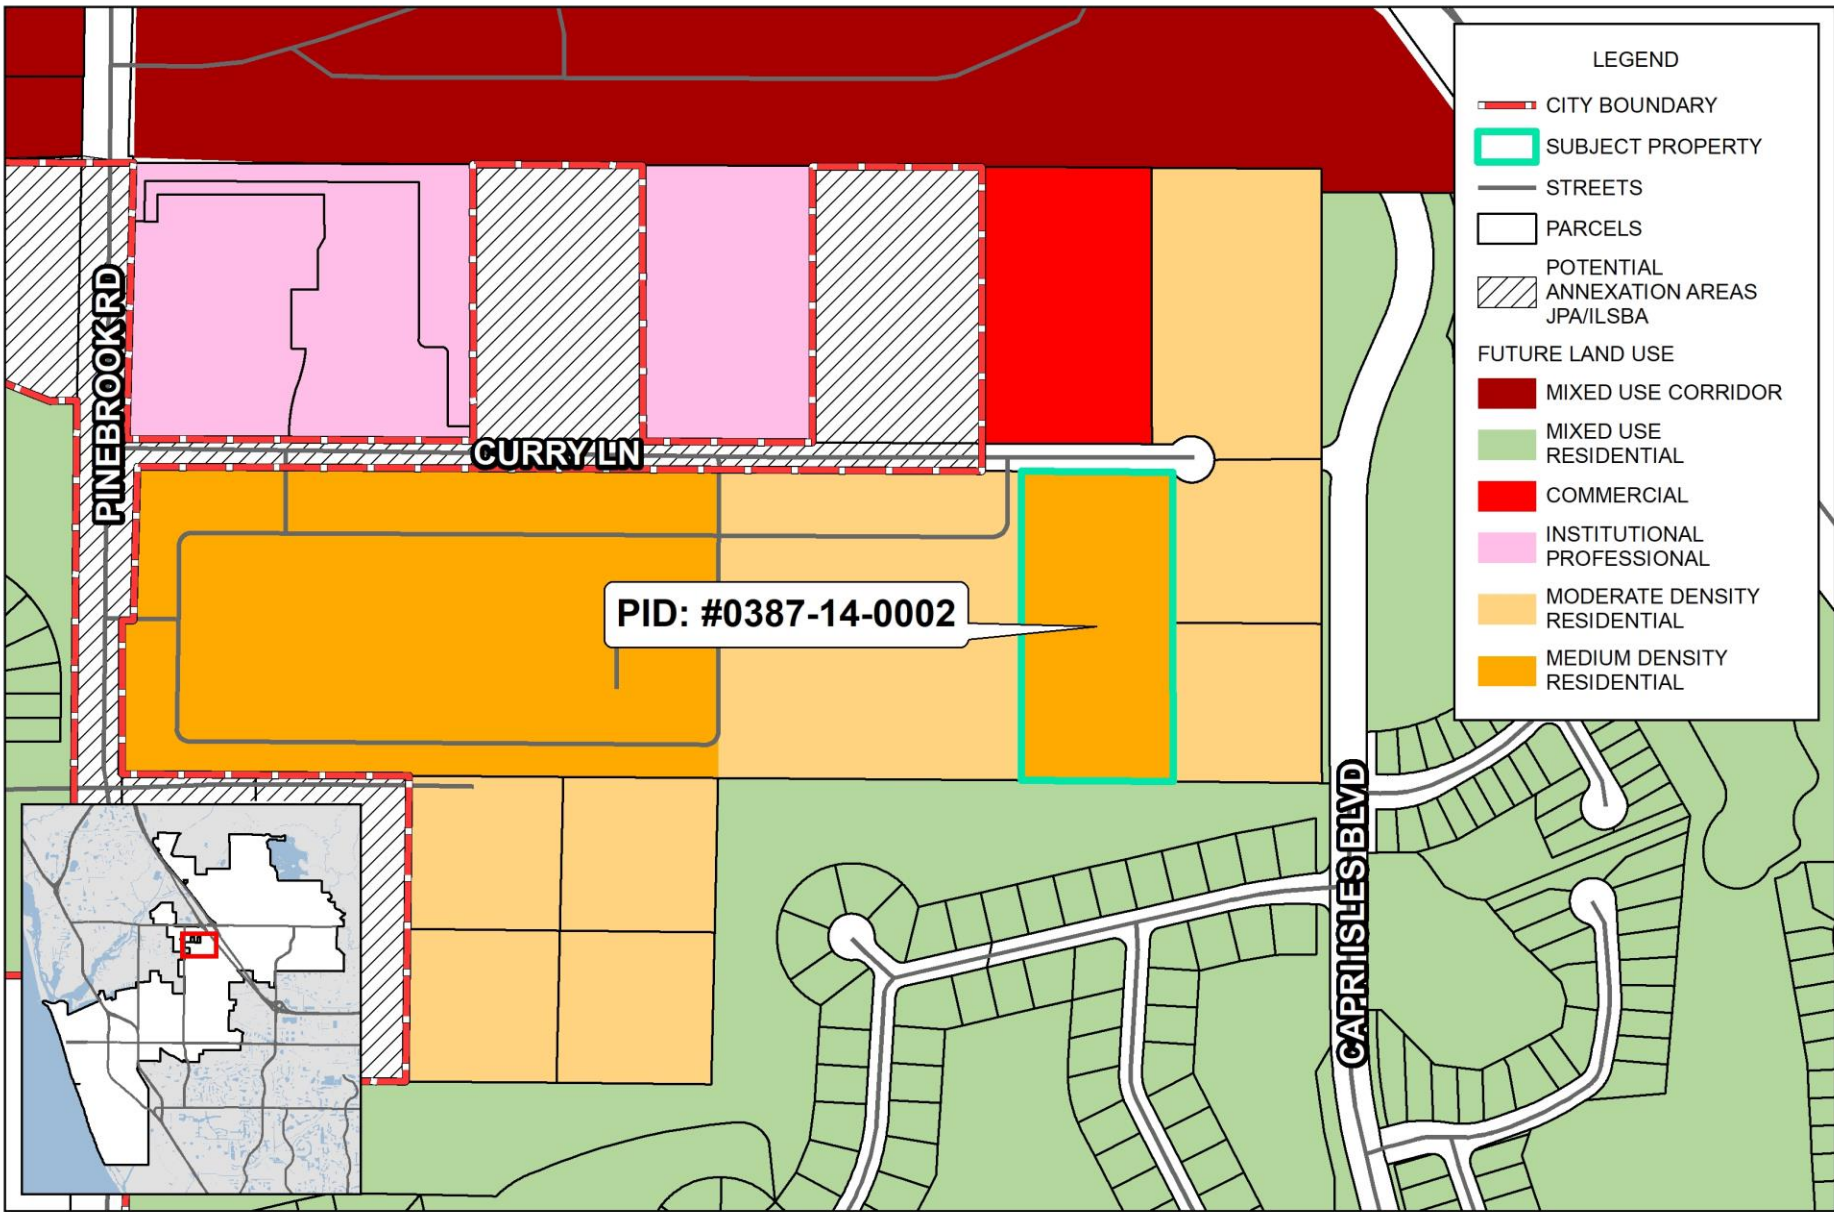 LEGEND
CITY BOUNDARY
SUBJECT PROPERTY
STREETS
PARCELS
POTENTIAL
ANNEXATION AREAS
JPA/ILSBA
FUTURE LAND USE
MIXED USE CORRIDOR
MIXED USE
RESIDENTIAL
COMMERCIAL
INSTITUTIONAL
PROFESSIONAL
MODERATE DENSITY
RESIDENTIAL
MEDIUM DENSITY
RESIDENTIAL
PINEBROOK RD
CURRY LN
PID: #0387-14-0002
CAPRI ISLES BLVD